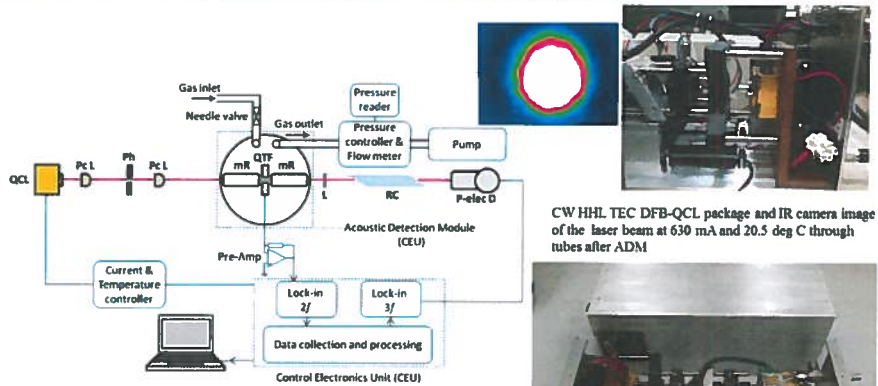 Gas inlet
Needle valve
Gas outlet
Pressure
reader
Pressure
controller &
Flow meter
Pump
QCL
Pc L
Ph
Pc L
mR
QTF
mR
L
RC
P-elec D
Acoustic Detection Module
(CEU)
Pre-Amp
Current &
Temperature
controller
Lock-in
2f
Lock-in
3f
Data collection and processing
Control Electronics Unit (CEU)
CW HHL TEC DFB-QCL package and IR camera image
of the laser beam at 630 mA and 20.5 deg C through
tubes after ADM